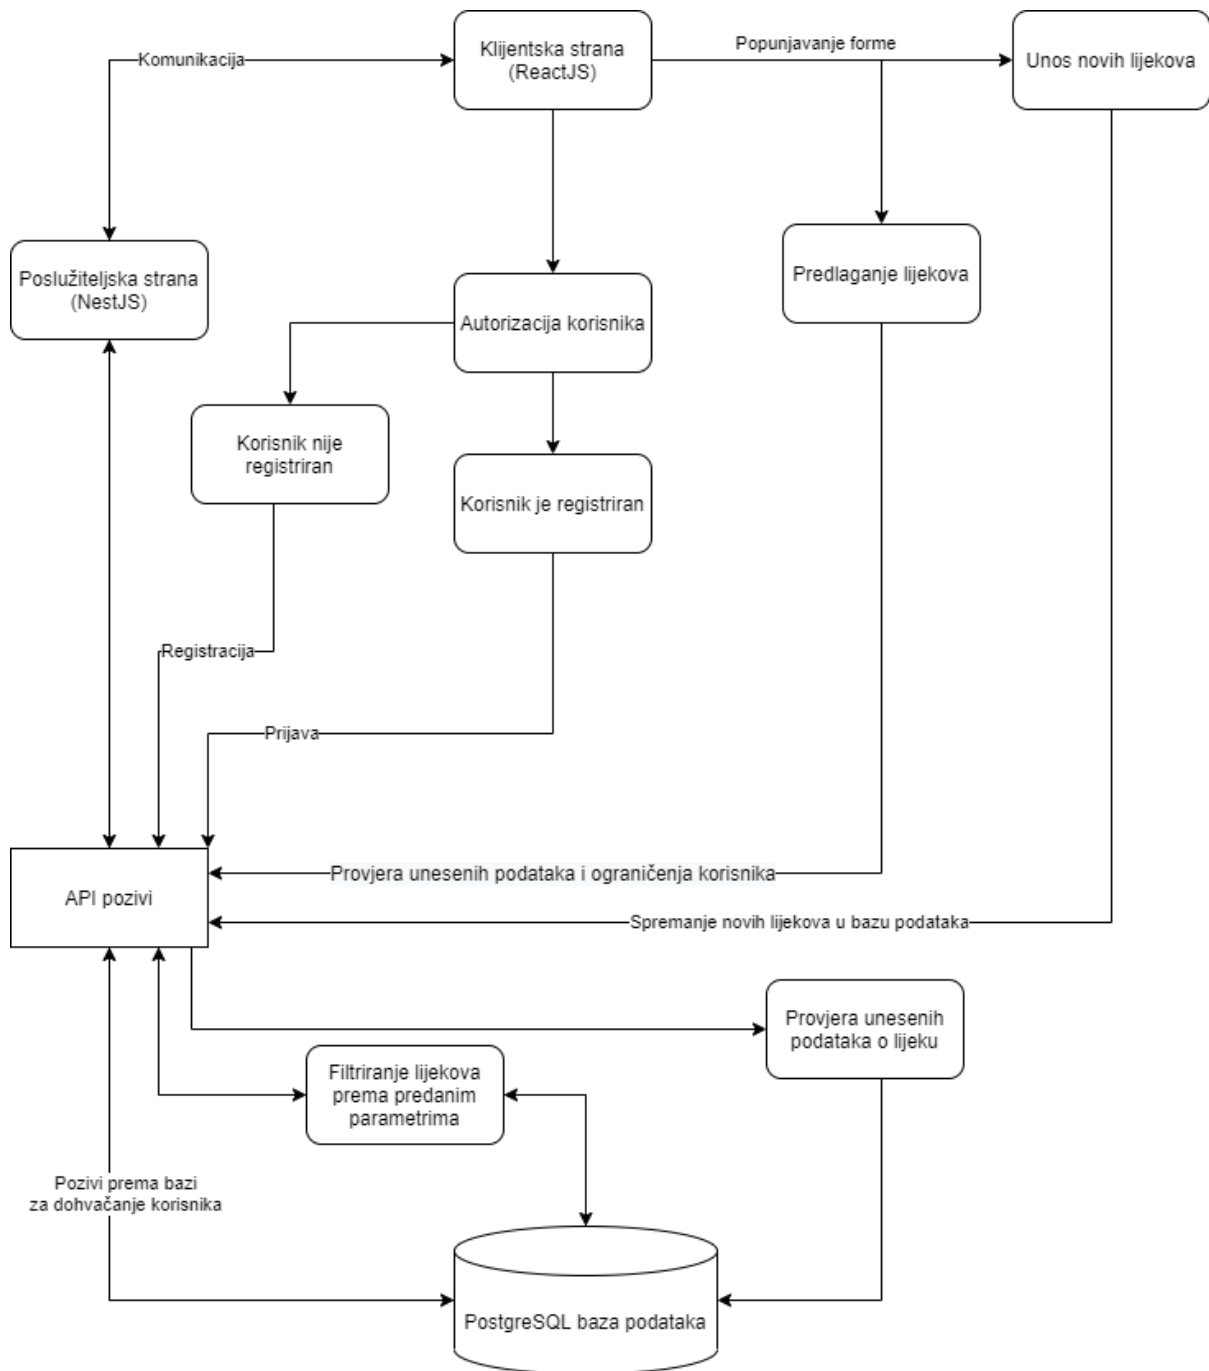 Komunikacija
Klijentska strana
(ReactJS)
Popunjavanje forme
Unos novih lijekova
Poslužiteljska strana
(NestJS)
Predlaganje lijekova
Autorizacija korisnika
Korisnik nije
registriran
Korisnik je registriran
Registracija
Prijava
Provjera unesenih podataka i ograničenja korisnika
API pozivi
Spremanje novih lijekova u bazu podataka
Provjera unesenih
podataka o lijeku
Filtriranje lijekova
prema predanim
parametrima
Pozivi prema bazi
za dohvačanje korisnika
PostgreSQL baza podataka